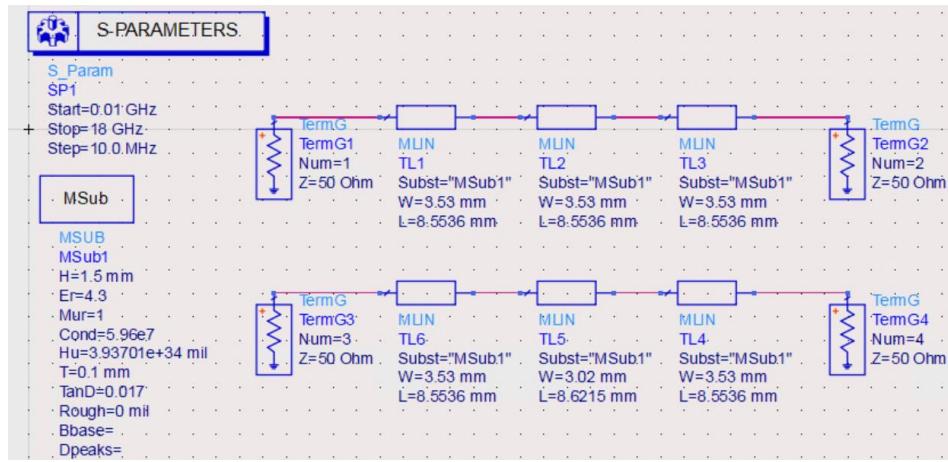 S-PARAMETERS
S_Param
SP1
Start=0.01 GHz
Stop=18 GHz
Step=10.0 MHz
MSub
MSUB
MSub1
H=1.5 mm
Er=4.3
Mur=1
Cond=5.96e7
Hu=3.93701e+34 mil
T=0.1 mm
TanD=0.017
Rough=0 mil
Bbase=
Dpeaks=
TermG
TermG1
Num=1
Z=50 Ohm
MLIN
TL1
Subst="MSub1"
W=3.53 mm
L=8.5536 mm
MLIN
TL2
Subst="MSub1"
W=3.53 mm
L=8.5536 mm
MLIN
TL3
Subst="MSub1"
W=3.53 mm
L=8.5536 mm
TermG
TermG2
Num=2
Z=50 Ohm
TermG
TermG3
Num=3
Z=50 Ohm
MLIN
TL6
Subst="MSub1"
W=3.53 mm
L=8.5536 mm
MLIN
TL5
Subst="MSub1"
W=3.02 mm
L=8.6215 mm
MLIN
TL4
Subst="MSub1"
W=3.53 mm
L=8.5536 mm
TermG
TermG4
Num=4
Z=50 Ohm